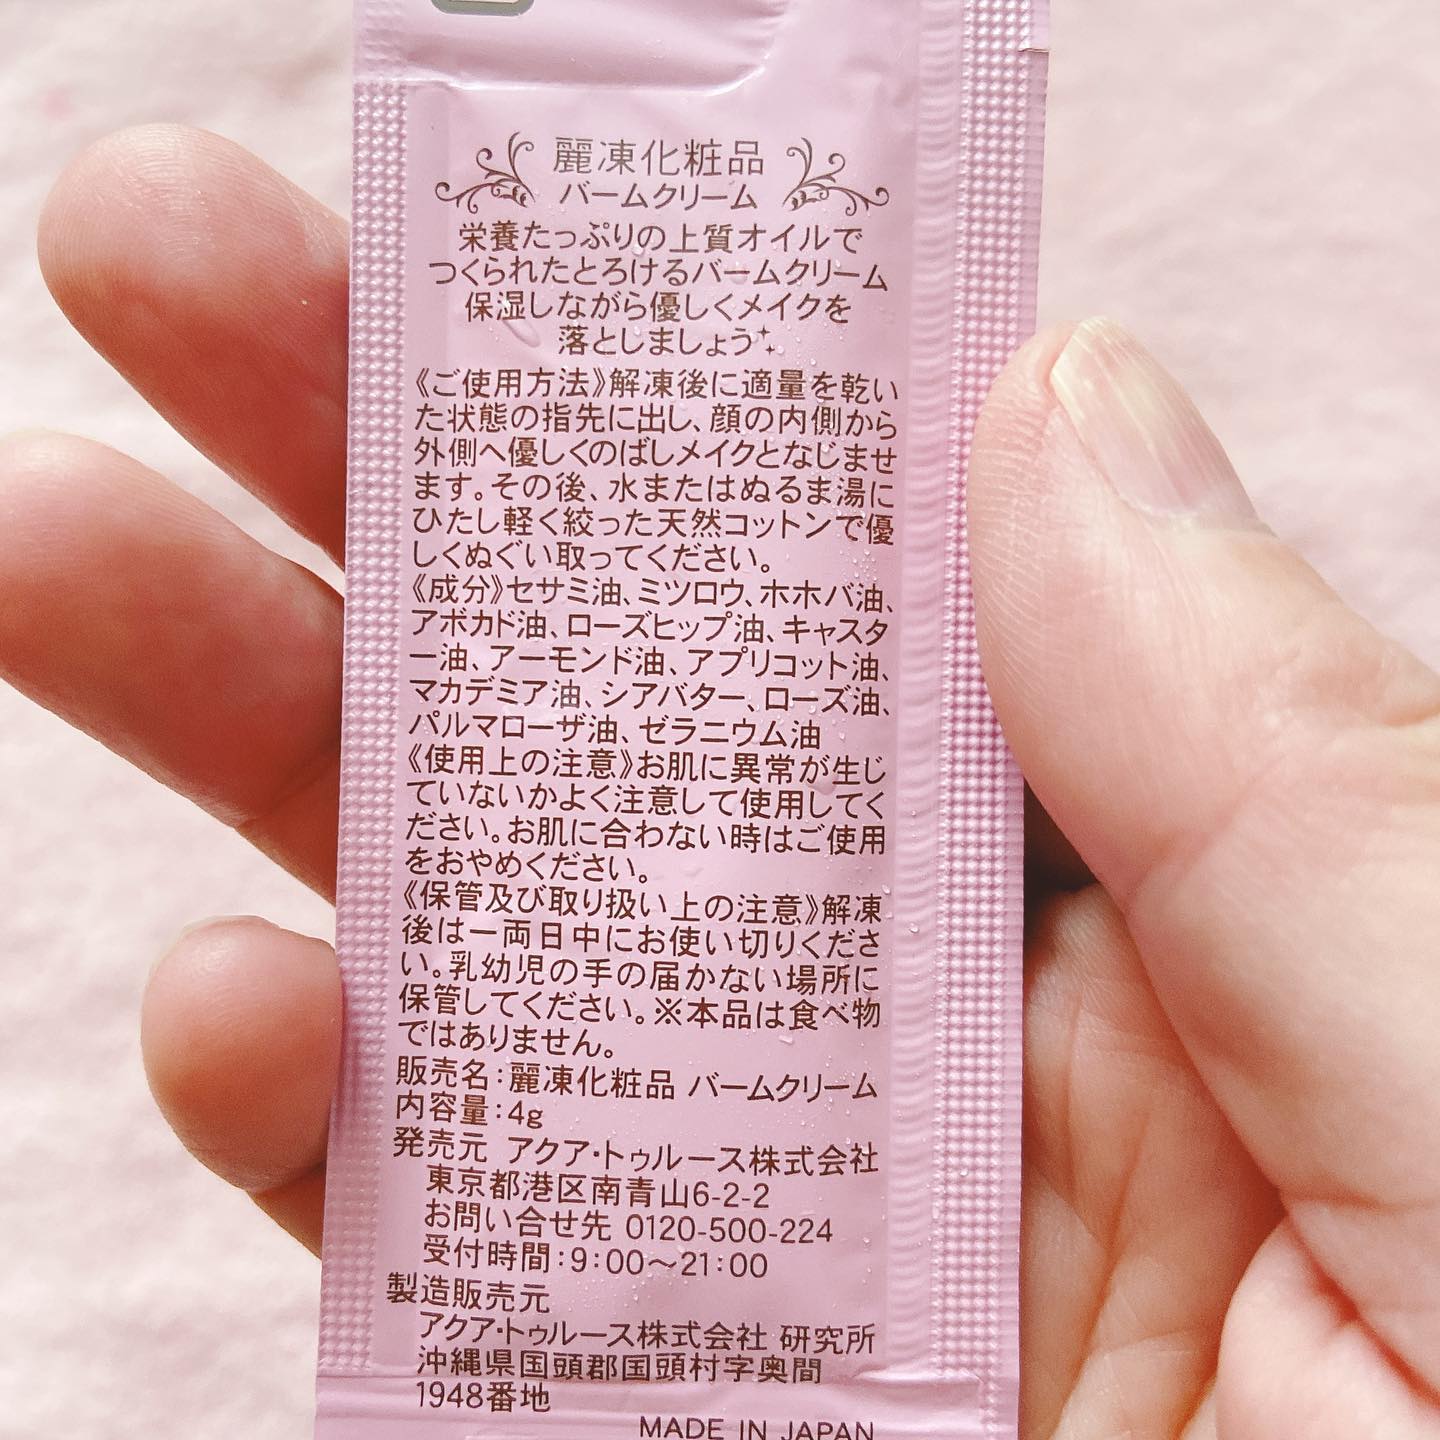 麗凍化粧品
バームクリーム
栄養たっぷりの上質オイルで
つくられたとろけるバームクリーム
保湿しながら優しくメイクを
落としましょう
《ご使用方法》解凍後に適量を乾い
た状態の指先に出し、顔の内側から
外側へ優しくのばしメイクとなじませ
ます。その後、水またはぬるま湯に
ひたし軽く絞った天然コットンで優
しくぬぐい取ってください。
《成分》セサミ油、ミツロウ、ホホバ油、
アボカド油、ローズヒップ油、キャスタ
ー油、アーモンド油、アプリコット油、
マカデミア油、シアバター、ローズ油、
パルマローザ油、ゼラニウム油
《使用上の注意》お肌に異常が生じ
ていないかよく注意して使用してく
ださい。お肌に合わない時はご使用
をおやめください。
《保管及び取り扱い上の注意》解凍
後は一両日中にお使い切りくださ
い。乳幼児の手の届かない場所に
保管してください。※本品は食べ物
ではありません。
販売名：麗凍化粧品 バームクリーム
内容量：4g
発売元 アクア・トゥルース株式会社
東京都港区南青山6-2-2
お問い合せ先 0120-500-224
受付時間：9：00～21：00
製造販売元
アクア・トゥルース株式会社 研究所
沖縄県国頭郡国頭村字奥間
1948番地
MADE IN JAPAN